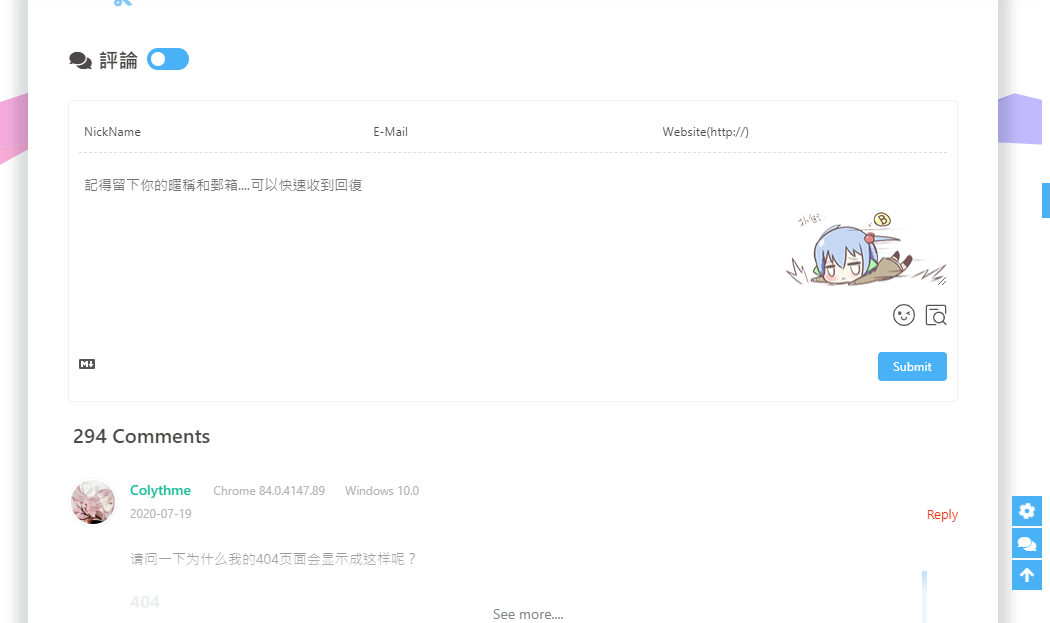 評論
NickName E-Mail Website(http://)
記得留下你的暱稱和郵箱....可以快速收到回復
B
M
Submit
294 Comments
Colythme Chrome 84.0.4147.89 Windows 10.0
2020-07-19
Reply
请问一下为什么我的404页面会显示成这样呢？
404
See more....